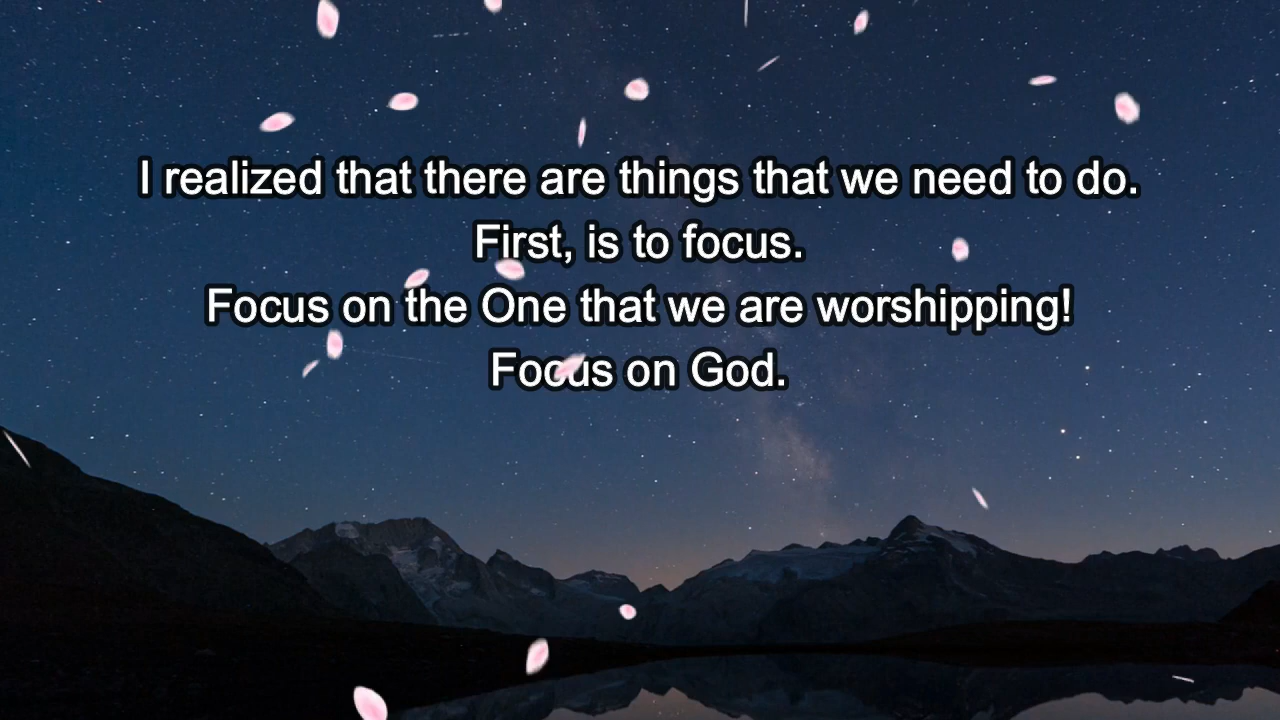 I realized that there are things that we need to do.
First, is to focus.
Focus on the One that we are worshipping!
Focus on God.